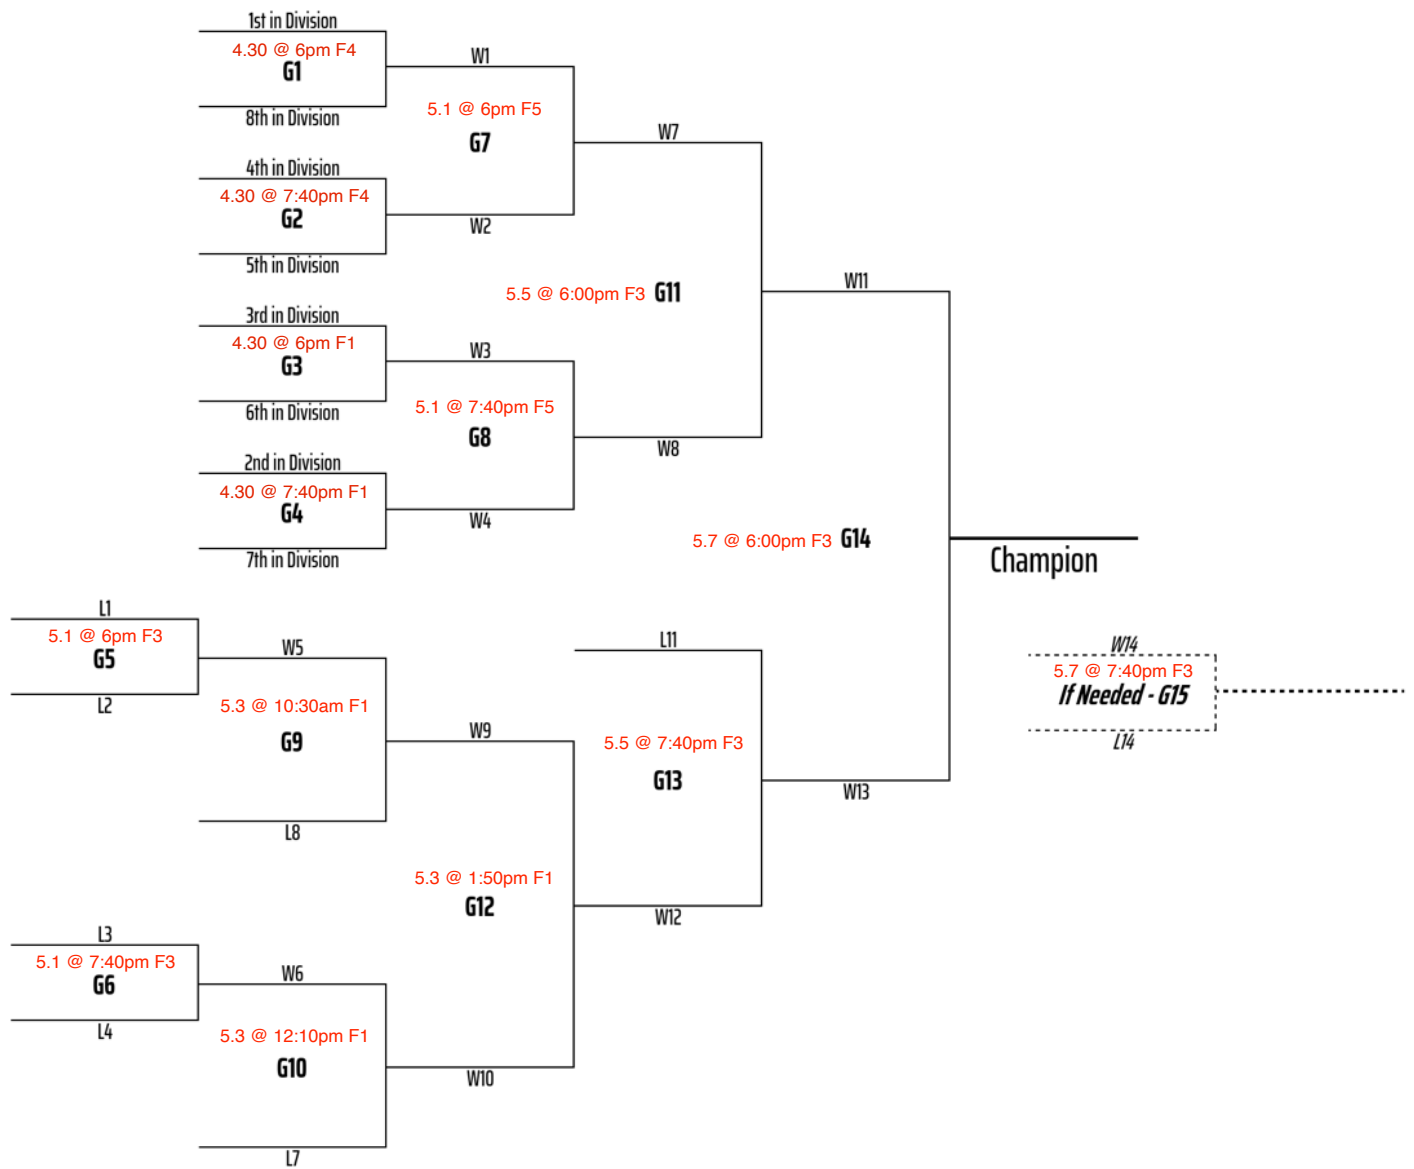 1st in Division
4.30 @ 6pm F4
G1
8th in Division
W1
5.1 @ 6pm F5
G7
W7
4th in Division
4.30 @ 7:40pm F4
G2
5th in Division
W2
5.5 @ 6:00pm F3 G11
W11
3rd in Division
4.30 @ 6pm F1
G3
6th in Division
W3
5.1 @ 7:40pm F5
G8
W8
2nd in Division
4.30 @ 7:40pm F1
G4
7th in Division
W4
5.7 @ 6:00pm F3 G14
Champion
L1
5.1 @ 6pm F3
G5
L2
W5
5.3 @ 10:30am F1
G9
L8
W9
L11
5.5 @ 7:40pm F3
G13
W13
W14
5.7 @ 7:40pm F3
If Needed - G15
L14
5.3 @ 1:50pm F1
G12
W12
L3
5.1 @ 7:40pm F3
G6
L4
W6
5.3 @ 12:10pm F1
G10
W10
L7